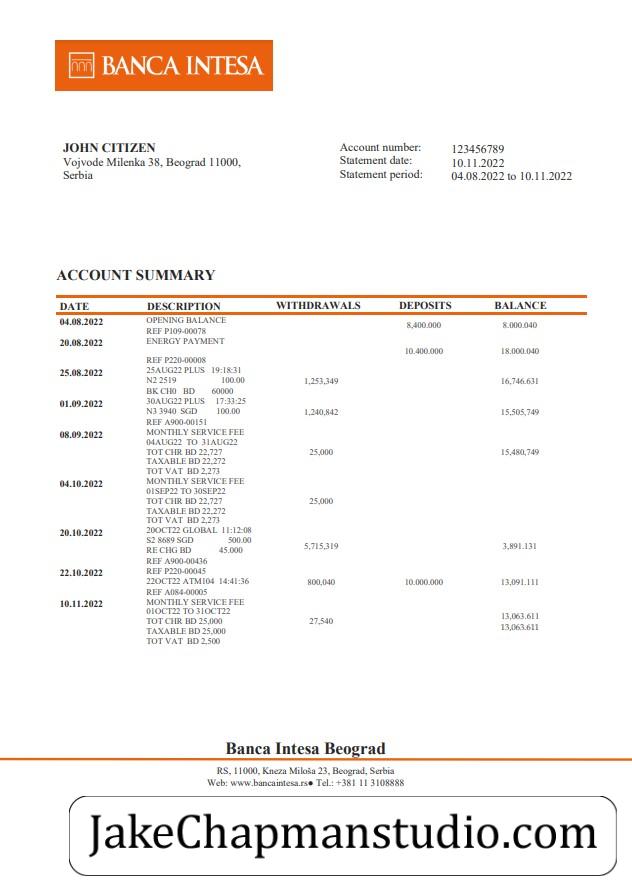 BANCA INTESA
JOHN CITIZEN
Vojvode Milenka 38, Beograd 11000,
Serbia
Account number: 123456789
Statement date: 10.11.2022
Statement period: 04.08.2022 to 10.11.2022
ACCOUNT SUMMARY
DATE DESCRIPTION WITHDRAWALS DEPOSITS BALANCE
04.08.2022 OPENING BALANCE
8,400.000 8.000.040
REF P109-00078
20.08.2022 ENERGY PAYMENT
10.400.000 18.000.040
REF P220-00008
25.08.2022 25AUG22 PLUS 19:18:31
N2 2519 100.00 1,253,349 16,746.631
BK CH0 BD 60000
01.09.2022 30AUG22 PLUS 17:33:25
N3 3940 SGD 100.00 1,240,842 15,505,749
REF A900-00151
08.09.2022 MONTHLY SERVICE FEE
04AUG22 TO 31AUG22
TOT CHR BD 22,727 25,000 15,480,749
TAXABLE BD 22,272
TOT VAT BD 2,273
04.10.2022 MONTHLY SERVICE FEE
01SEP22 TO 30SEP22
TOT CHR BD 22,727 25,000
TAXABLE BD 22,272
TOT VAT BD 2,273
20.10.2022 20OCT22 GLOBAL 11:12:08
S2 8689 SGD 500.00
RE CHG BD 45.000 5,715,319 3,891.131
REF A900-00436
22.10.2022 REF P220-00045
22OCT22 ATM104 14:41:36 800,040 10.000.000 13,091.111
REF A084-00005
10.11.2022 MONTHLY SERVICE FEE
01OCT22 TO 31OCT22
13,063.611
TOT CHR BD 25,000 27,540
13,063.611
TAXABLE BD 25,000
TOT VAT BD 2,500
Banca Intesa Beograd
RS, 11000, Kneza Miloša 23, Beograd, Serbia
Web: www.bancaintesa.rs● Tel.: +381 11 3108888
JakeChapmanstudio.com